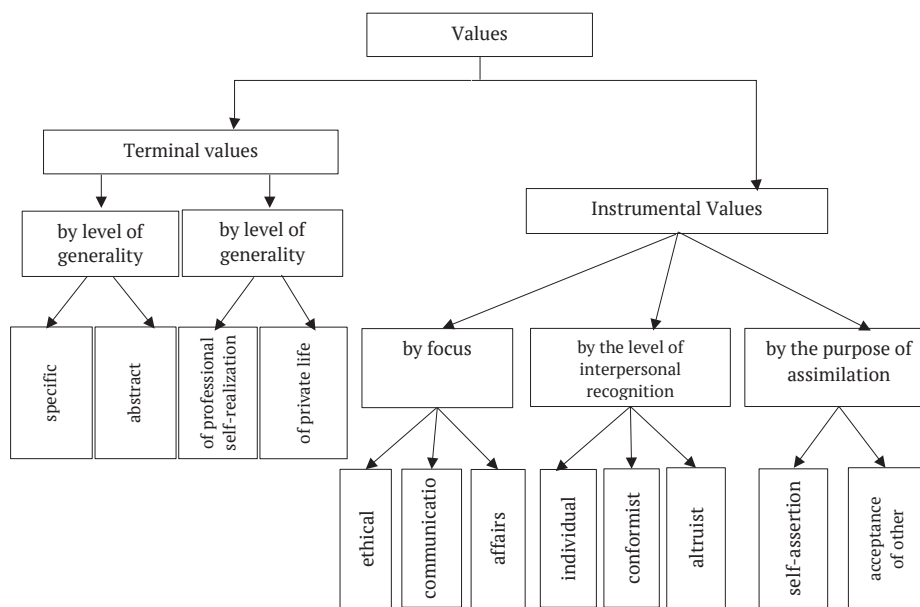 Values
Terminal values
Instrumental Values
by level of
generality
by level of
generality
specific
abstract
of professional
self-realization
of private life
by focus
by the level of
interpersonal
recognition
by the purpose of
assimilation
ethical
communicatio
affairs
individual
conformist
altruist
self-assertion
acceptance
of other